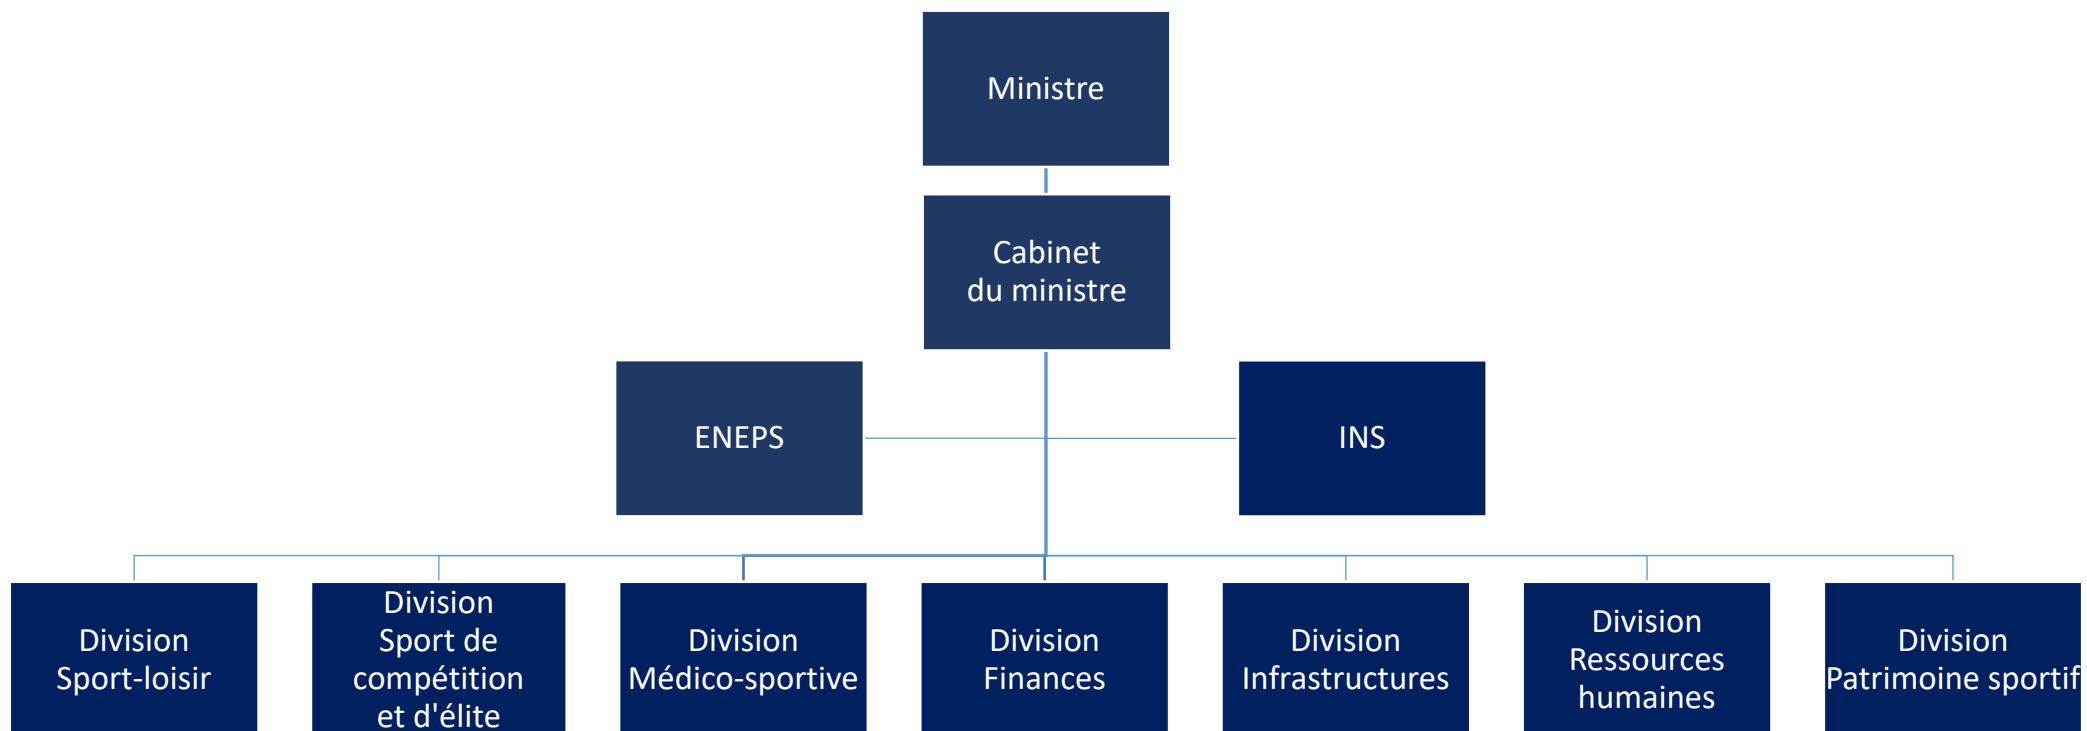 Ministre
Cabinet
du ministre
ENEPS
INS
Division
Sport-loisir
Division
Sport de
compétition
et d'élite
Division
Médico-sportive
Division
Finances
Division
Infrastructures
Division
Ressources
humaines
Division
Patrimoine sportif